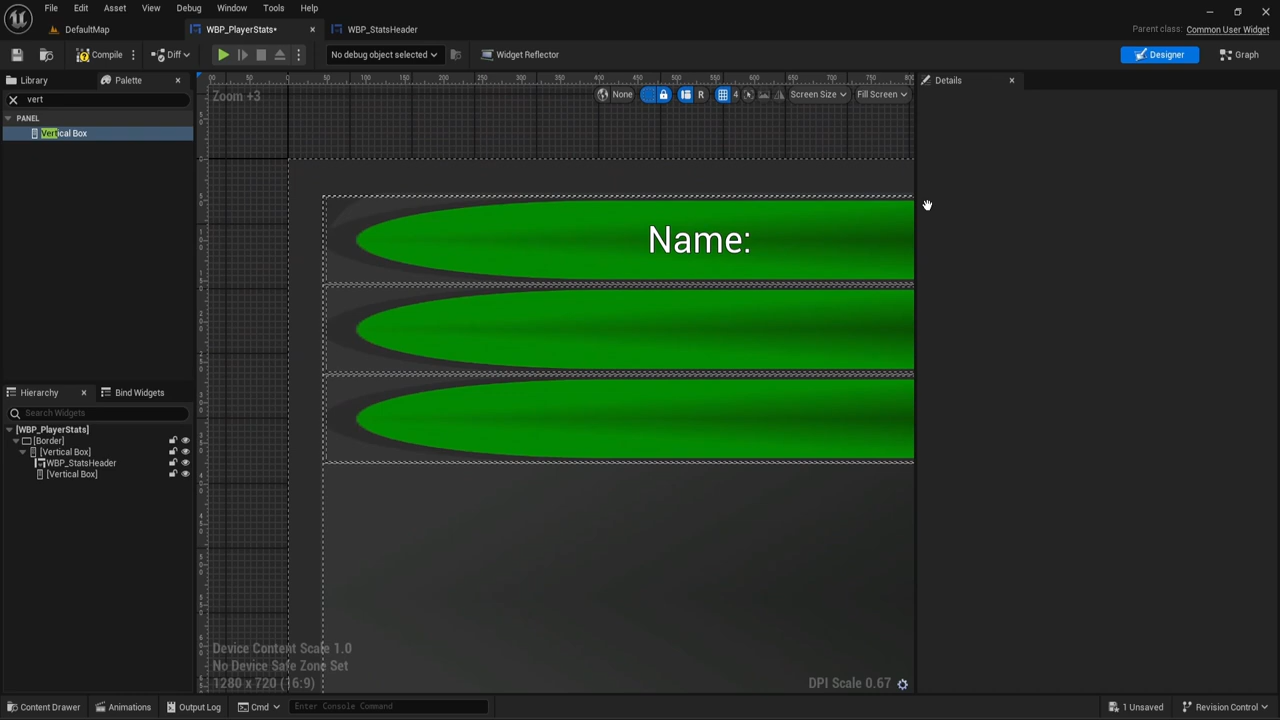 File Edit Asset View Debug Window Tools Help
DefaultMap
WBP_PlayerStats•
WBP_StatsHeader
Parent class: Common User Widget
Compile
Diff
No debug object selected
Widget Reflector
Designer
Graph
Library
Palette
vert
PANEL
Vertical Box
Hierarchy
Bind Widgets
Search Widgets
[WBP_PlayerStats]
[Border]
[Vertical Box]
WBP_StatsHeader
[Vertical Box]
Zoom +3
None
R
4
Screen Size
Fill Screen
Name:
Device Content Scale 1.0
No Device Safe Zone Set
1280 x 720 (16:9)
DPI Scale 0.67
Details
Content Drawer
Animations
Output Log
Cmd
Enter Console Command
1 Unsaved
Revision Control